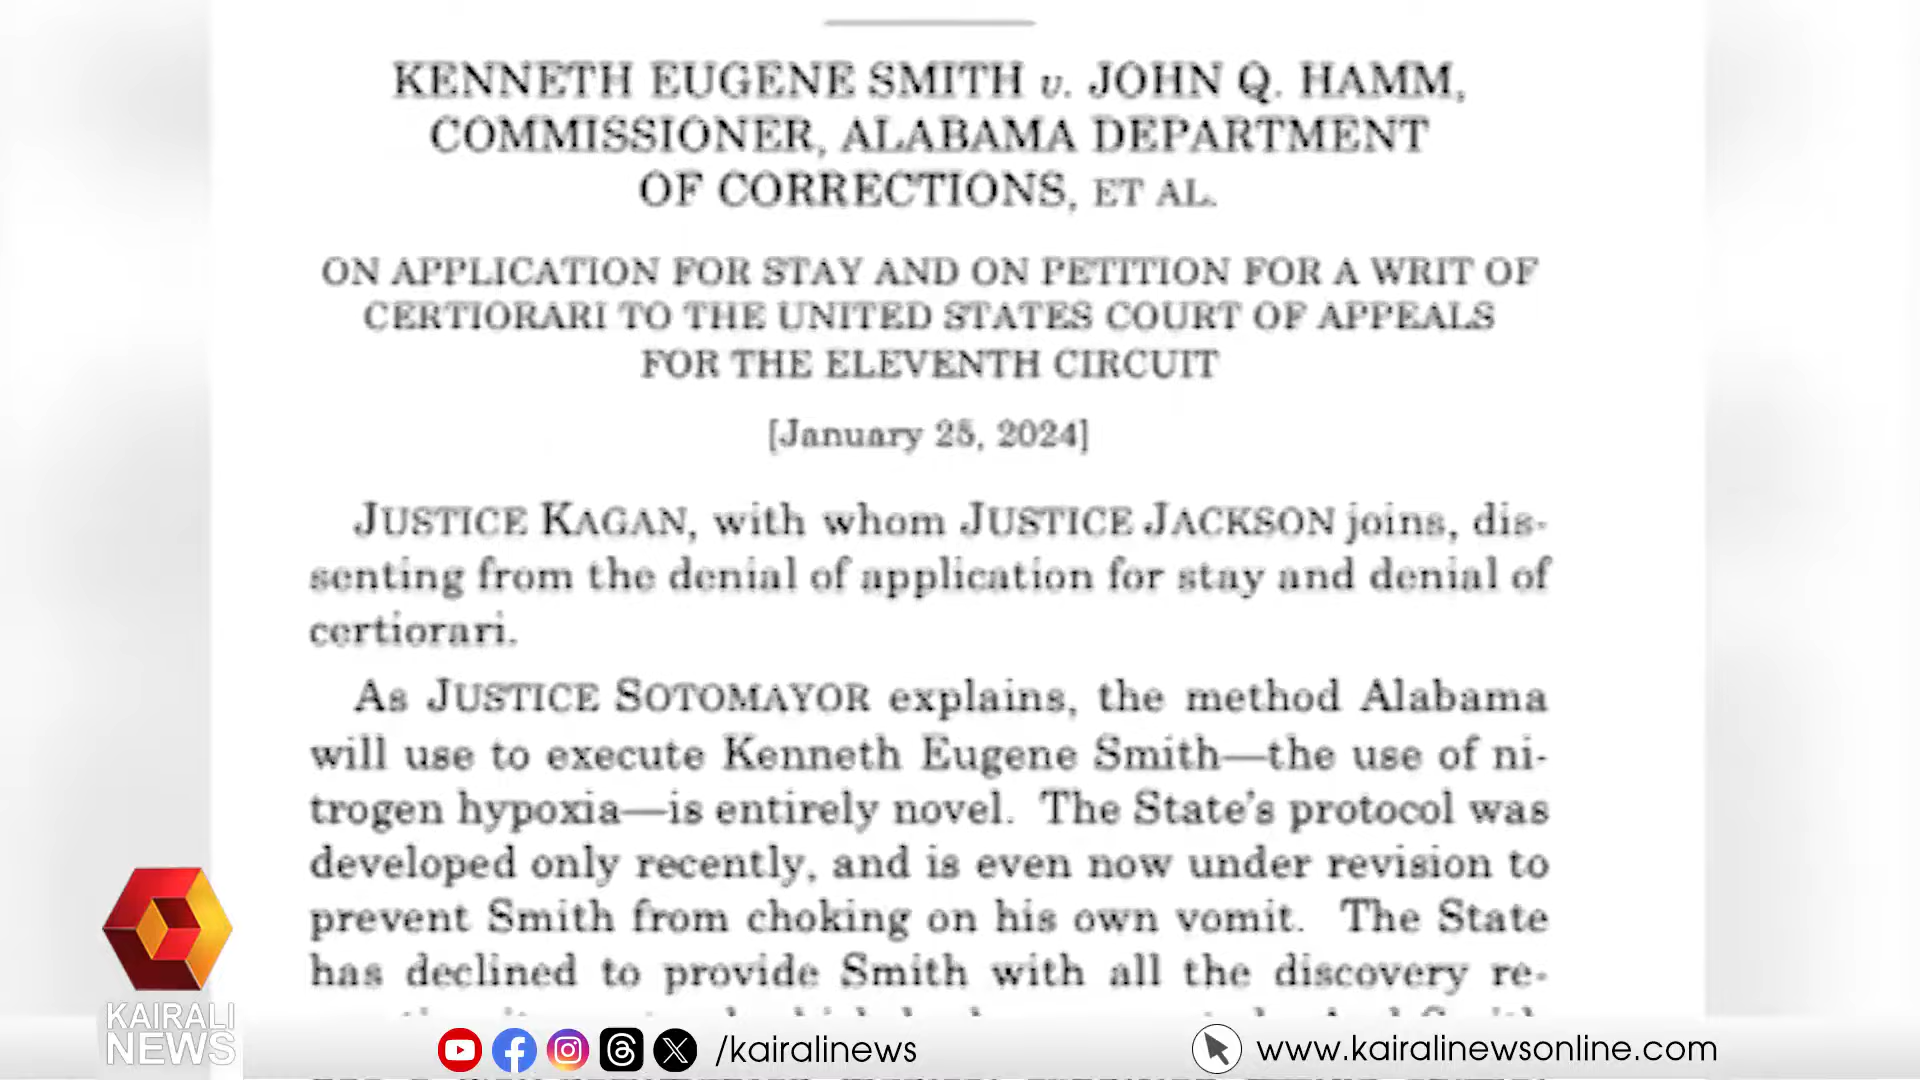 KENNETH EUGENE SMITH v. JOHN Q. HAMM,
COMMISSIONER, ALABAMA DEPARTMENT
OF CORRECTIONS, ET AL.
ON APPLICATION FOR STAY AND ON PETITION FOR A WRIT OF
CERTIORARI TO THE UNITED STATES COURT OF APPEALS
FOR THE ELEVENTH CIRCUIT
[January 25, 2024]
JUSTICE KAGAN, with whom JUSTICE JACKSON joins, dis-
senting from the denial of application for stay and denial of
certiorari.
As JUSTICE SOTOMAYOR explains, the method Alabama
will use to execute Kenneth Eugene Smith—the use of ni-
trogen hypoxia—is entirely novel. The State's protocol was
developed only recently, and is even now under revision to
prevent Smith from choking on his own vomit. The State
has declined to provide Smith with all the discovery re-
KAIRALI
NEWS
/kairalinews
www.kairalinewsonline.com